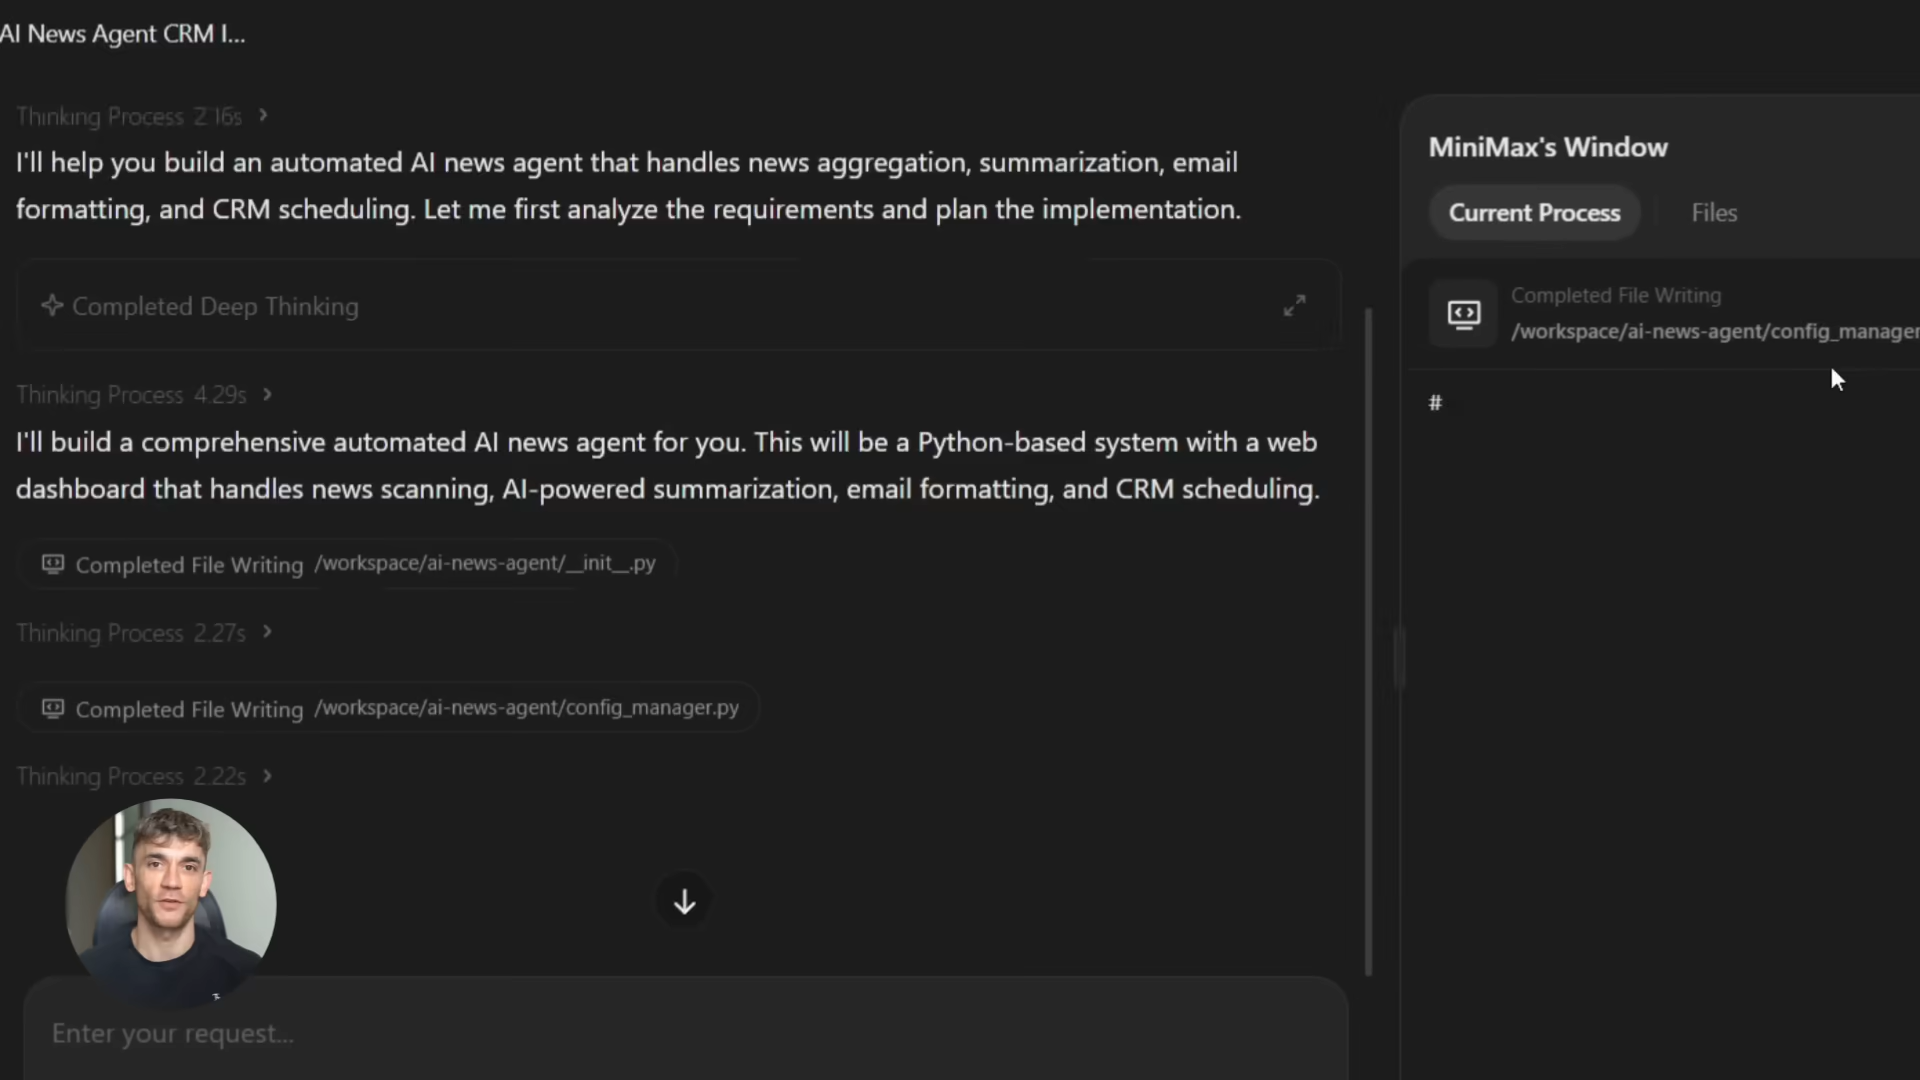 AI News Agent CRM I...
Thinking Process 2.16s
I'll help you build an automated AI news agent that handles news aggregation, summarization, email
formatting, and CRM scheduling. Let me first analyze the requirements and plan the implementation.
Completed Deep Thinking
Thinking Process 4.29s
I'll build a comprehensive automated AI news agent for you. This will be a Python-based system with a web
dashboard that handles news scanning, AI-powered summarization, email formatting, and CRM scheduling.
Completed File Writing /workspace/ai-news-agent/__init__.py
Thinking Process 2.27s
Completed File Writing /workspace/ai-news-agent/config_manager.py
Thinking Process 2.22s
Enter your request...
MiniMax's Window
Current Process Files
Completed File Writing
/workspace/ai-news-agent/config_manager
#